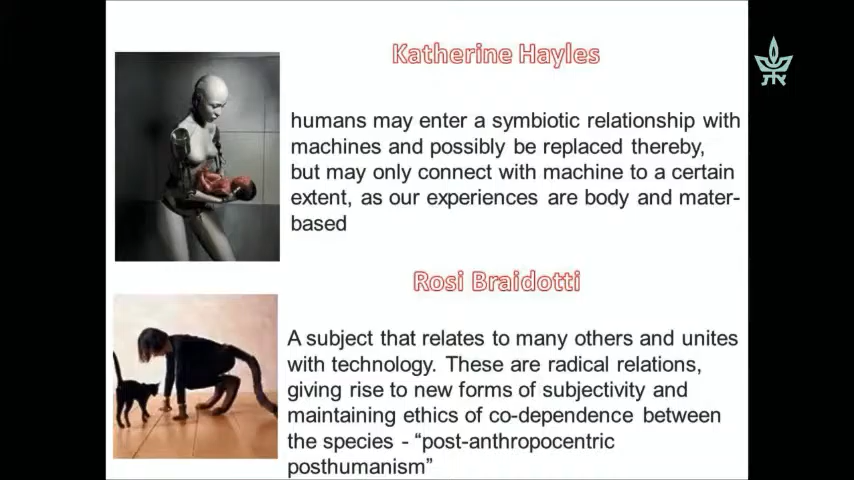 Katherine Hayles
humans may enter a symbiotic relationship with
machines and possibly be replaced thereby,
but may only connect with machine to a certain
extent, as our experiences are body and mater-
based
Rosi Braidotti
A subject that relates to many others and unites
with technology. These are radical relations,
giving rise to new forms of subjectivity and
maintaining ethics of co-dependence between
the species - “post-anthropocentric
posthumanism”